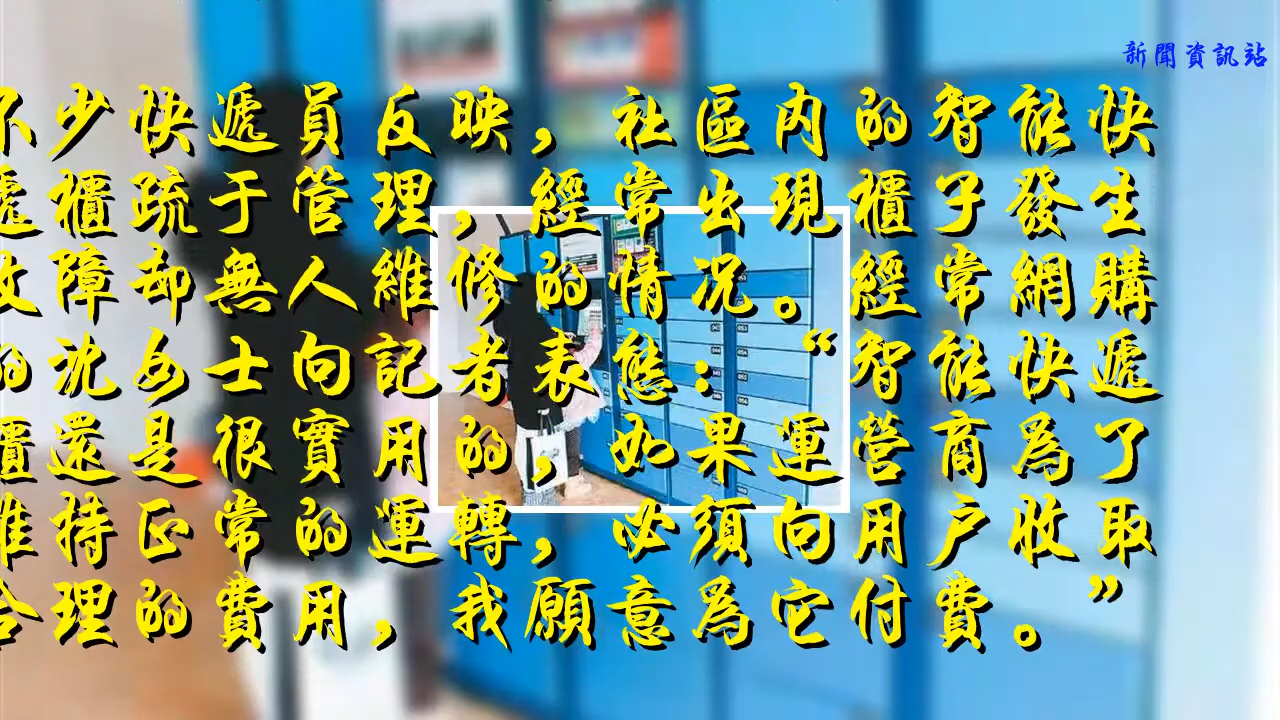 新聞資訊站
不少快遞員反映，社區内的智能快
遞櫃疏于管理，經常出現櫃子發生
故障却無人維修的情况。經常網購
的沈女士向記者表態：“智能快遞
櫃還是很實用的，如果運營商爲了
維持正常的運轉，必須向用户收取
合理的費用，我願意爲它付費。”